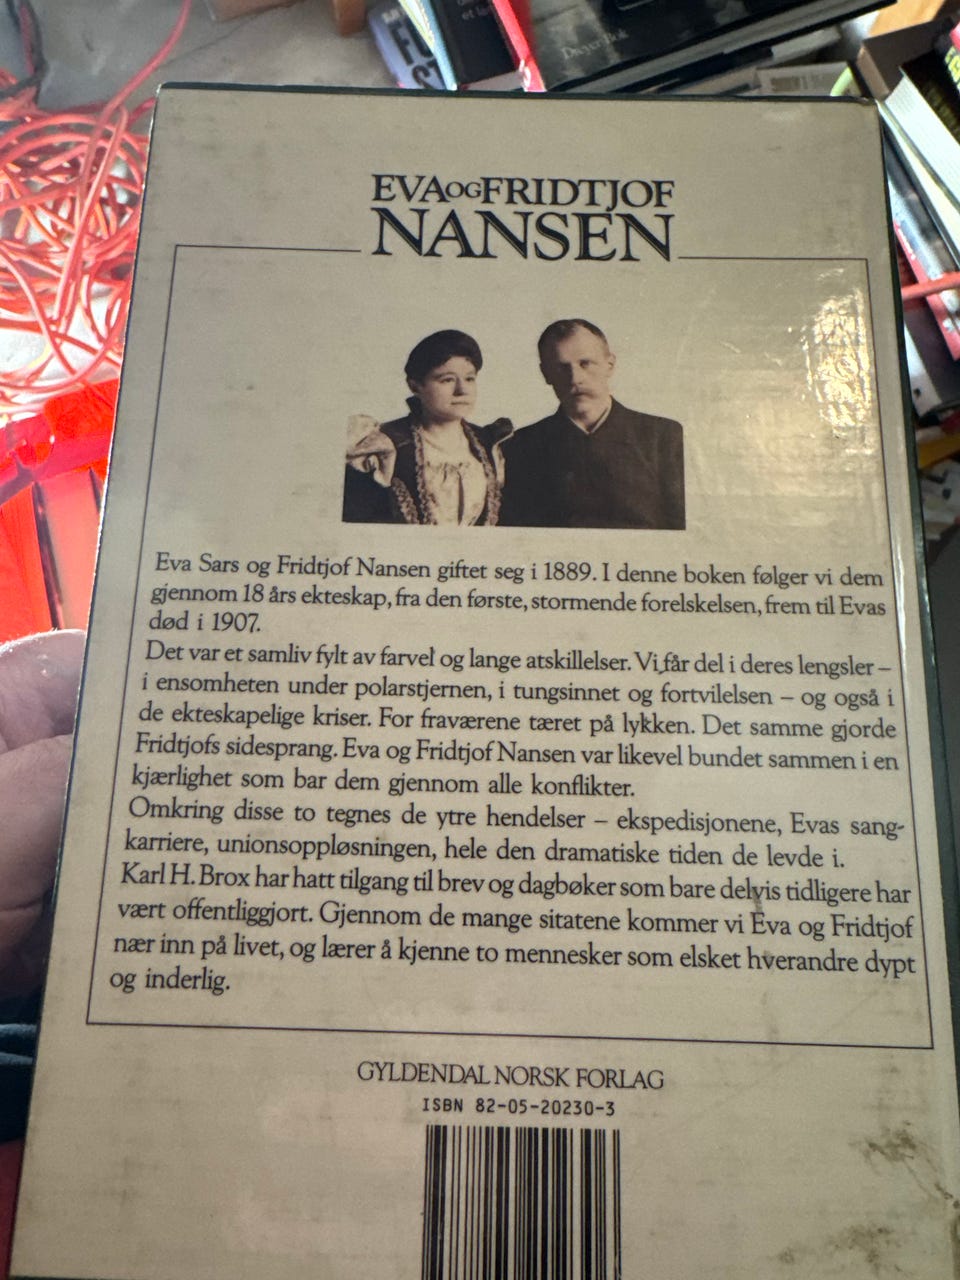 Dreyer Bok
EVA OG FRIDTJOF
NANSEN
Eva Sars og Fridtjof Nansen giftet seg i 1889. I denne boken følger vi dem
gjennom 18 års ekteskap, fra den første, stormende forelskelsen, frem til Evas
død i 1907.
Det var et samliv fylt av farvel og lange atskillelser. Vi får del i deres lengsler –
i ensomheten under polarstjernen, i tungsinnet og fortvilelsen – og også i
de ekteskapelige kriser. For fraværene tæret på lykken. Det samme gjorde
Fridtjofs sidesprang. Eva og Fridtjof Nansen var likevel bundet sammen i en
kjærlighet som bar dem gjennom alle konflikter.
Omkring disse to tegnes de ytre hendelser – ekspedisjonene, Evas sang-
karriere, unionsoppløsningen, hele den dramatiske tiden de levde i.
Karl H. Brox har hatt tilgang til brev og dagbøker som bare delvis tidligere har
vært offentliggjort. Gjennom de mange sitatene kommer vi Eva og Fridtjof
nær inn på livet, og lærer å kjenne to mennesker som elsket hverandre dypt
og inderlig.
GYLDENDAL NORSK FORLAG
ISBN 82-05-20230-3